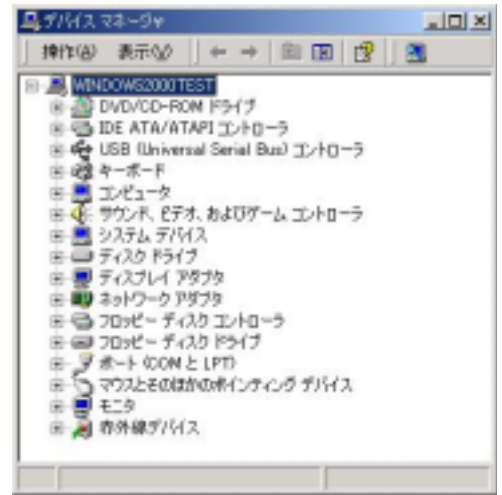 デバイス マネージャ
操作(A) 表示(V)
WINDOWS2000TEST
DVD/CD-ROM ドライブ
IDE ATA/ATAPI コントローラ
USB (Universal Serial Bus) コントローラ
キーボード
コンピュータ
サウンド、ビデオ、およびゲーム コントローラ
システム デバイス
ディスク ドライブ
ディスプレイ アダプタ
ネットワーク アダプタ
フロッピー ディスク コントローラ
フロッピー ディスク ドライブ
ポート (COM と LPT)
マウスとそのほかのポインティング デバイス
モニタ
赤外線デバイス